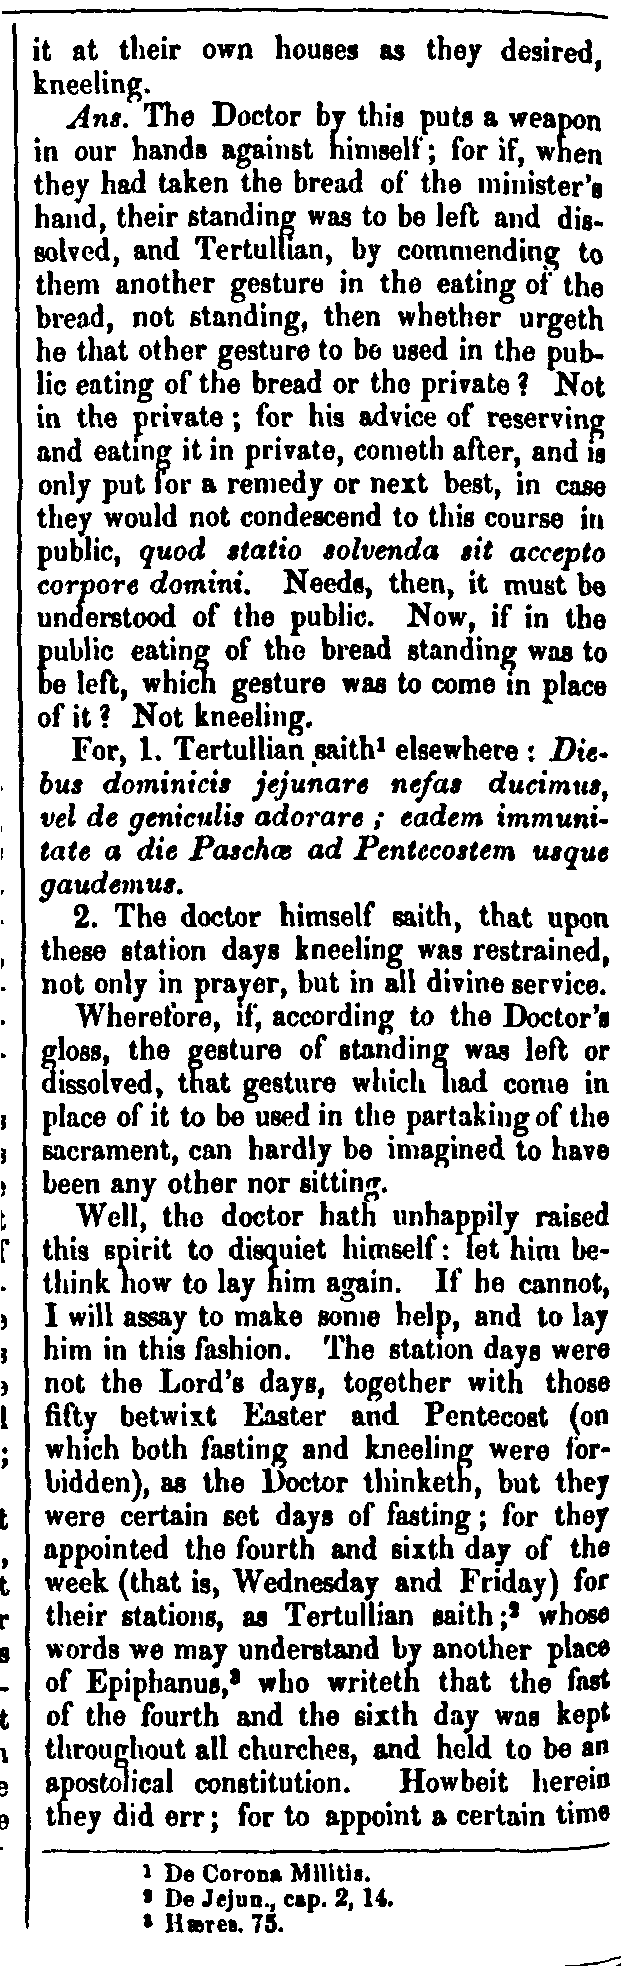 it at their own houses as they desired,
kneeling.
Ans. The Doctor by this puts a weapon
in our hands against himself; for if, when
they had taken the bread of the minister's
hand, their standing was to be left and dis-
solved, and Tertullian, by commending to
them another gesture in the eating of the
bread, not standing, then whether urgeth
he that other gesture to be used in the pub-
lic eating of the bread or the private? Not
in the private; for his advice of reserving
and eating it in private, cometh after, and is
only put for a remedy or next best, in case
they would not condescend to this course in
public, quod statio solvenda sit accepto
corpore domini. Needs, then, it must be
understood of the public. Now, if in the
public eating of the bread standing was to
be left, which gesture was to come in place
of it? Not kneeling.
For, 1. Tertullian saith¹ elsewhere: Die-
bus dominicis jejunare nefas ducimus,
vel de geniculis adorare; eadem immuni-
tate a die Paschæ ad Pentecostem usque
gaudemus.
2. The doctor himself saith, that upon
these station days kneeling was restrained,
not only in prayer, but in all divine service.
Wherefore, if, according to the Doctor's
gloss, the gesture of standing was left or
dissolved, that gesture which had come in
place of it to be used in the partaking of the
sacrament, can hardly be imagined to have
been any other nor sitting.
Well, the doctor hath unhappily raised
this spirit to disquiet himself: let him be-
think how to lay him again. If he cannot,
I will assay to make some help, and to lay
him in this fashion. The station days were
not the Lord's days, together with those
fifty betwixt Easter and Pentecost (on
which both fasting and kneeling were for-
bidden), as the Doctor thinketh, but they
were certain set days of fasting; for they
appointed the fourth and sixth day of the
week (that is, Wednesday and Friday) for
their stations, as Tertullian saith;² whose
words we may understand by another place
of Epiphanus,³ who writeth that the fast
of the fourth and the sixth day was kept
throughout all churches, and held to be an
apostolical constitution. Howbeit herein
they did err; for to appoint a certain time
¹ De Corona Militis.
² De Jejun., cap. 2, 14.
³ Hæres. 75.